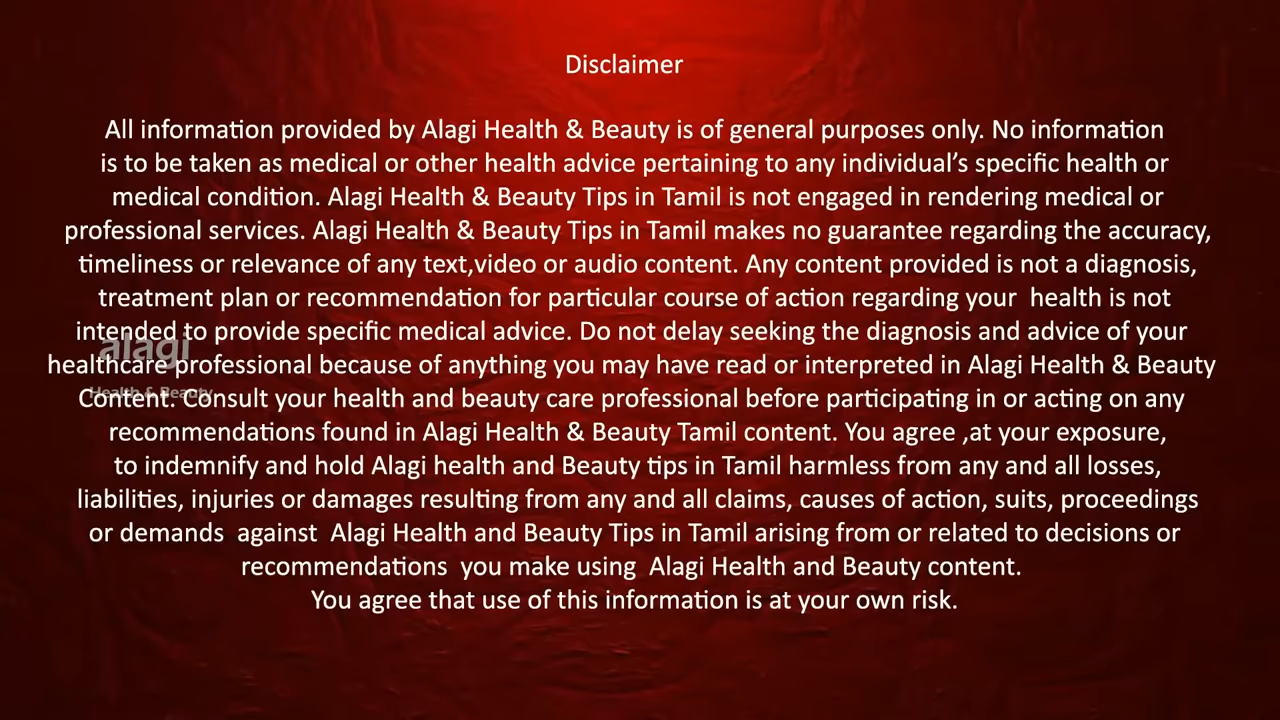 Disclaimer
All information provided by Alagi Health & Beauty is of general purposes only. No information
is to be taken as medical or other health advice pertaining to any individual’s specific health or
medical condition. Alagi Health & Beauty Tips in Tamil is not engaged in rendering medical or
professional services. Alagi Health & Beauty Tips in Tamil makes no guarantee regarding the accuracy,
timeliness or relevance of any text,video or audio content. Any content provided is not a diagnosis,
treatment plan or recommendation for particular course of action regarding your  health is not
intended to provide specific medical advice. Do not delay seeking the diagnosis and advice of your
alagi
healthcare professional because of anything you may have read or interpreted in Alagi Health & Beauty
Health & Beauty
Content. Consult your health and beauty care professional before participating in or acting on any
recommendations found in Alagi Health & Beauty Tamil content. You agree ,at your exposure,
to indemnify and hold Alagi health and Beauty tips in Tamil harmless from any and all losses,
liabilities, injuries or damages resulting from any and all claims, causes of action, suits, proceedings
or demands  against  Alagi Health and Beauty Tips in Tamil arising from or related to decisions or
recommendations  you make using  Alagi Health and Beauty content.
You agree that use of this information is at your own risk.